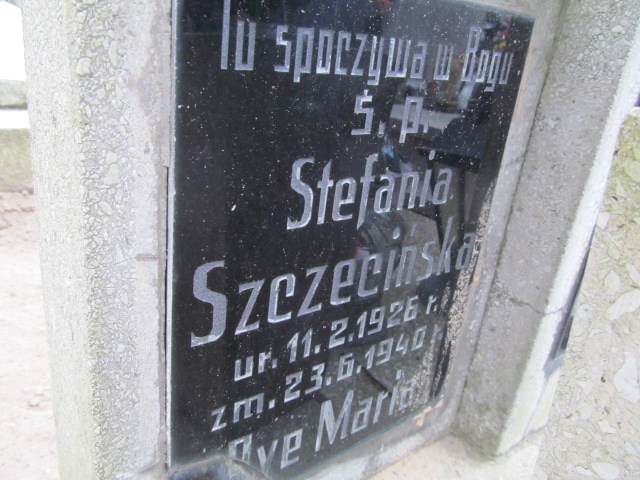 Tu spoczywa w Bogu
Ś. p.
Stefania
Szczecińska
ur. 11. 2. 1926 r.
zm. 23. 6. 1940 r.
Ave Maria